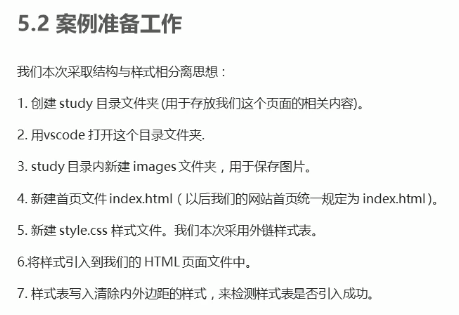 5.2 案例准备工作
我们本次采取结构与样式相分离思想：
1. 创建 study 目录文件夹 (用于存放我们这个页面的相关内容)。
2. 用vscode 打开这个目录文件夹.
3. study 目录内新建 images 文件夹，用于保存图片。
4. 新建首页文件 index.html（以后我们的网站首页统一规定为 index.html )。
5. 新建 style.css 样式文件。我们本次采用外链样式表。
6.将样式引入到我们的 HTML 页面文件中。
7. 样式表写入清除内外边距的样式，来检测样式表是否引入成功。